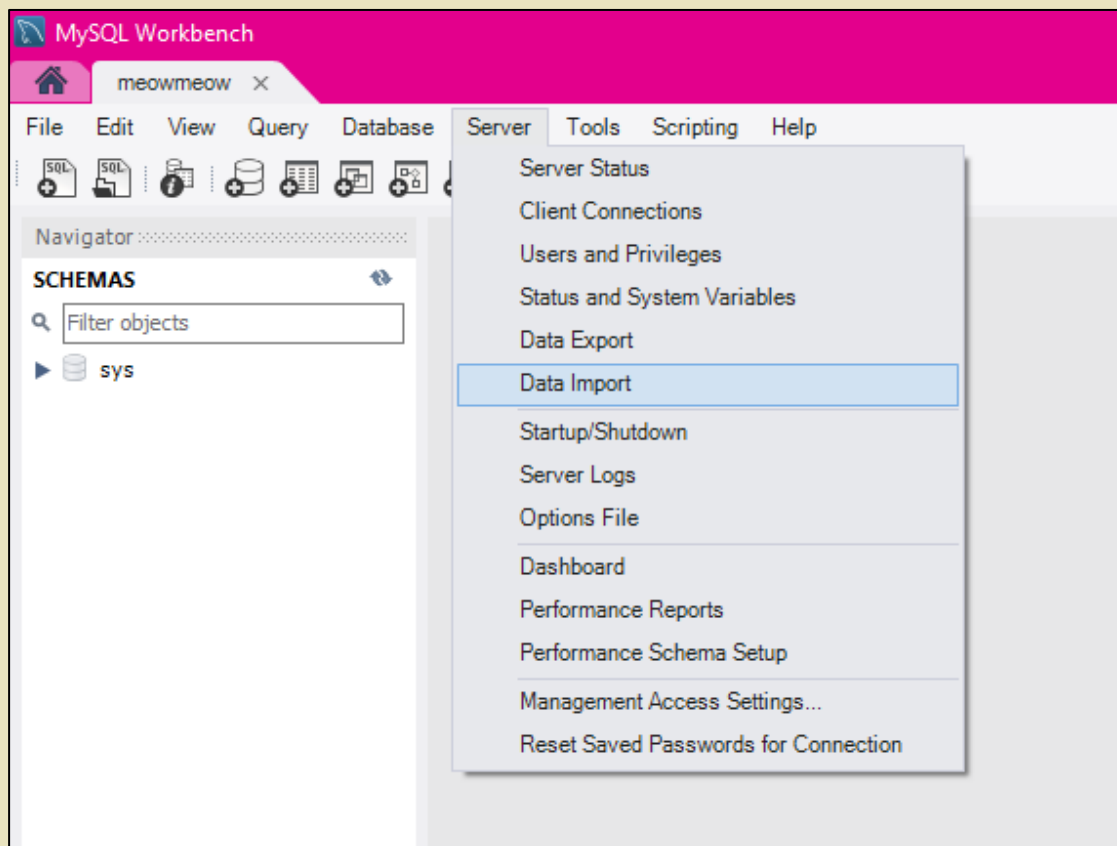 MySQL Workbench
meowmeow
File Edit View Query Database Server Tools Scripting Help
SQL SQL
Navigator
SCHEMAS
Filter objects
sys
Server Status
Client Connections
Users and Privileges
Status and System Variables
Data Export
Data Import
Startup/Shutdown
Server Logs
Options File
Dashboard
Performance Reports
Performance Schema Setup
Management Access Settings...
Reset Saved Passwords for Connection